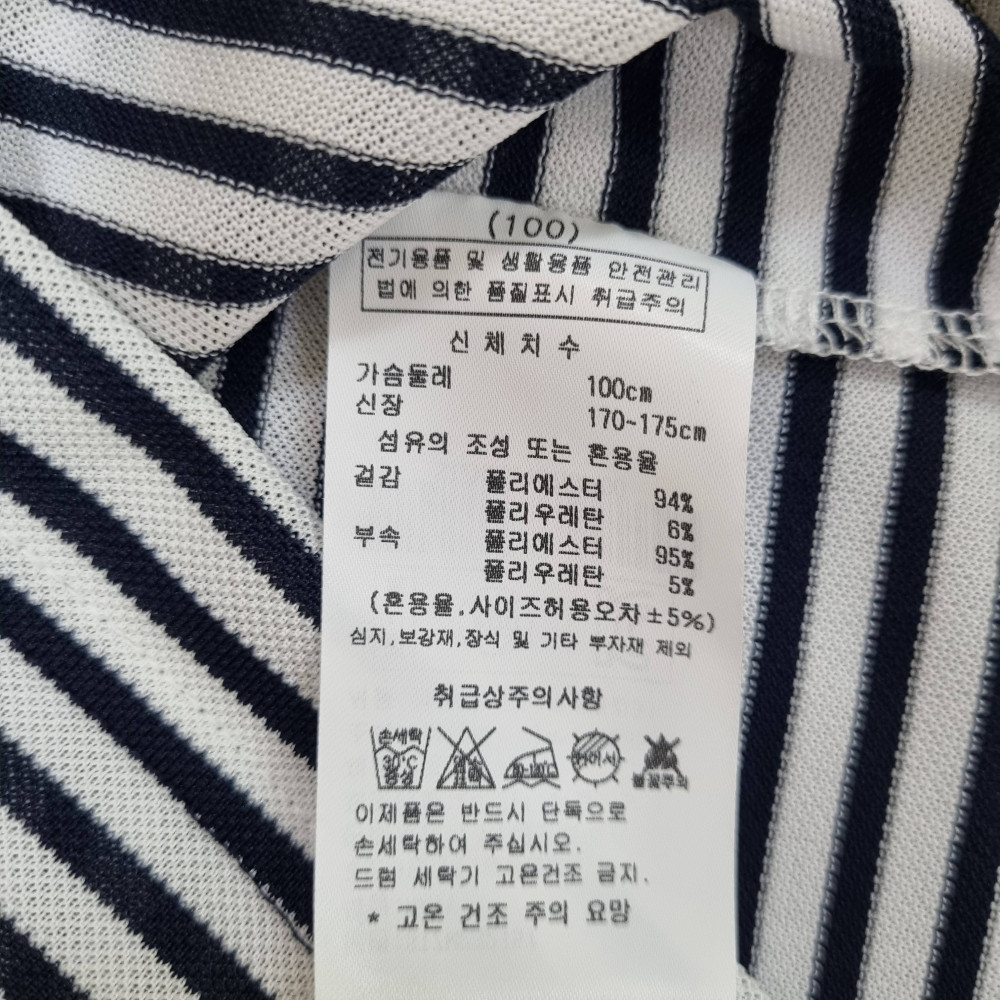 (100)
전기용품 및 생활용품 안전관리
법에 의한 품질표시 취급주의
신 체 치 수
가슴둘레 100cm
신장 170~175cm
섬유의 조성 또는 혼용율
겉감 폴리에스터 94%
폴리우레탄 6%
부속 폴리에스터 95%
폴리우레탄 5%
(혼용율.사이즈허용오차±5%)
심지,보강재,장식 및 기타 부자재 제외
취급상주의사항
손세탁
30°C
중성
뉘어서
불꽃주의
이제품은 반드시 단독으로
손세탁하여 주십시오.
드럼 세탁기 고온건조 금지.
* 고온 건조 주의 요망